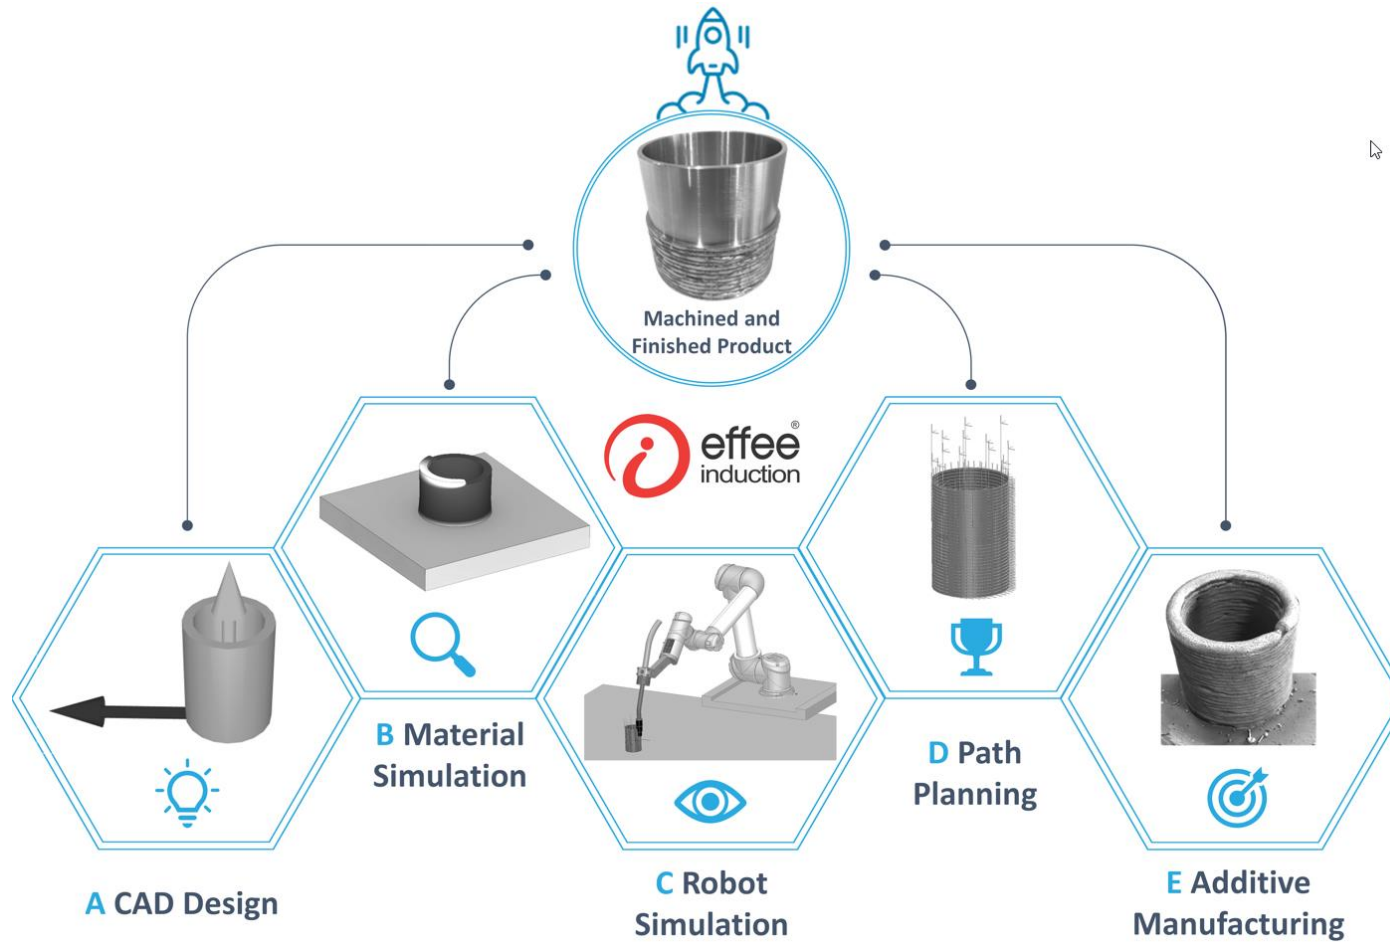 Machined and
Finished Product
effee®
induction
B Material
Simulation
D Path
Planning
A CAD Design
C Robot
Simulation
E Additive
Manufacturing